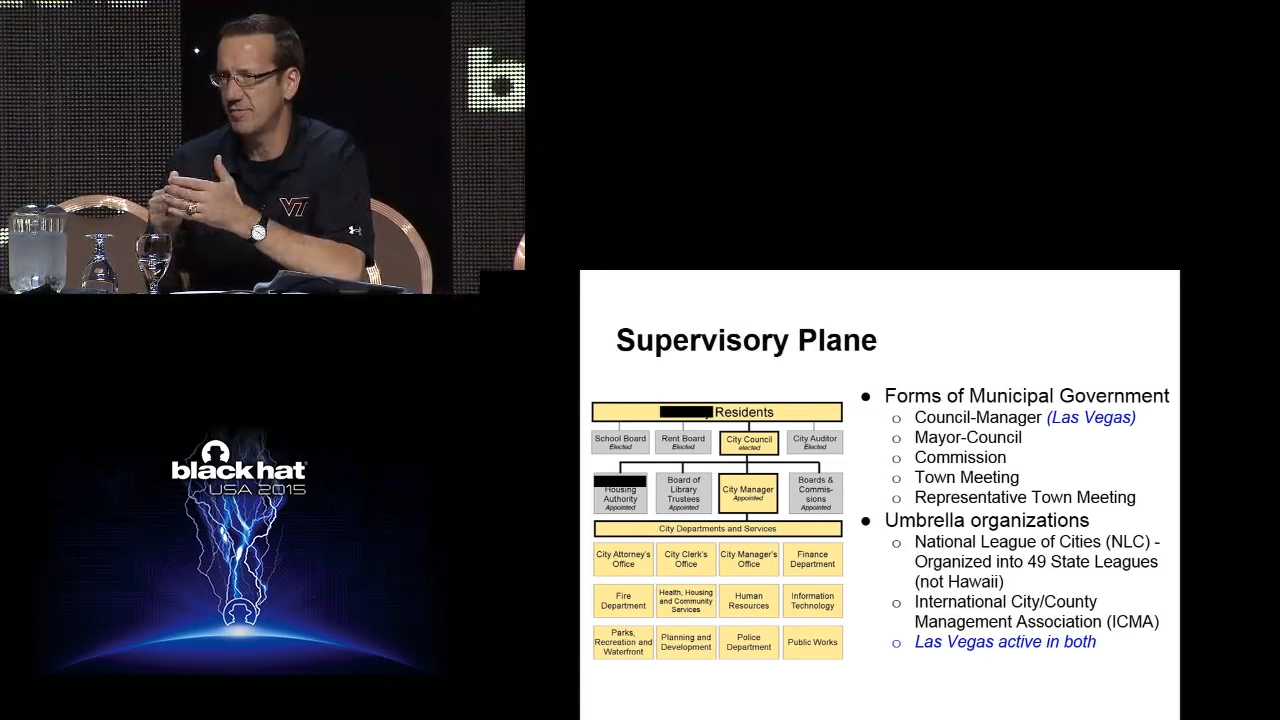 b
VT
black hat
USA 2015
Supervisory Plane
Residents
School Board
Elected
Rent Board
Elected
City Council
elected
City Auditor
Elected
Housing
Authority
Appointed
Board of
Library
Trustees
Appointed
City Manager
Appointed
Boards &
Commis-
sions
Appointed
City Departments and Services
City Attorney's
Office
City Clerk's
Office
City Manager's
Office
Finance
Department
Fire
Department
Health, Housing
and Community
Services
Human
Resources
Information
Technology
Parks,
Recreation and
Waterfront
Planning and
Development
Police
Department
Public Works
● Forms of Municipal Government
o Council-Manager (Las Vegas)
o Mayor-Council
o Commission
o Town Meeting
o Representative Town Meeting
● Umbrella organizations
o National League of Cities (NLC) -
Organized into 49 State Leagues
(not Hawaii)
o International City/County
Management Association (ICMA)
o Las Vegas active in both